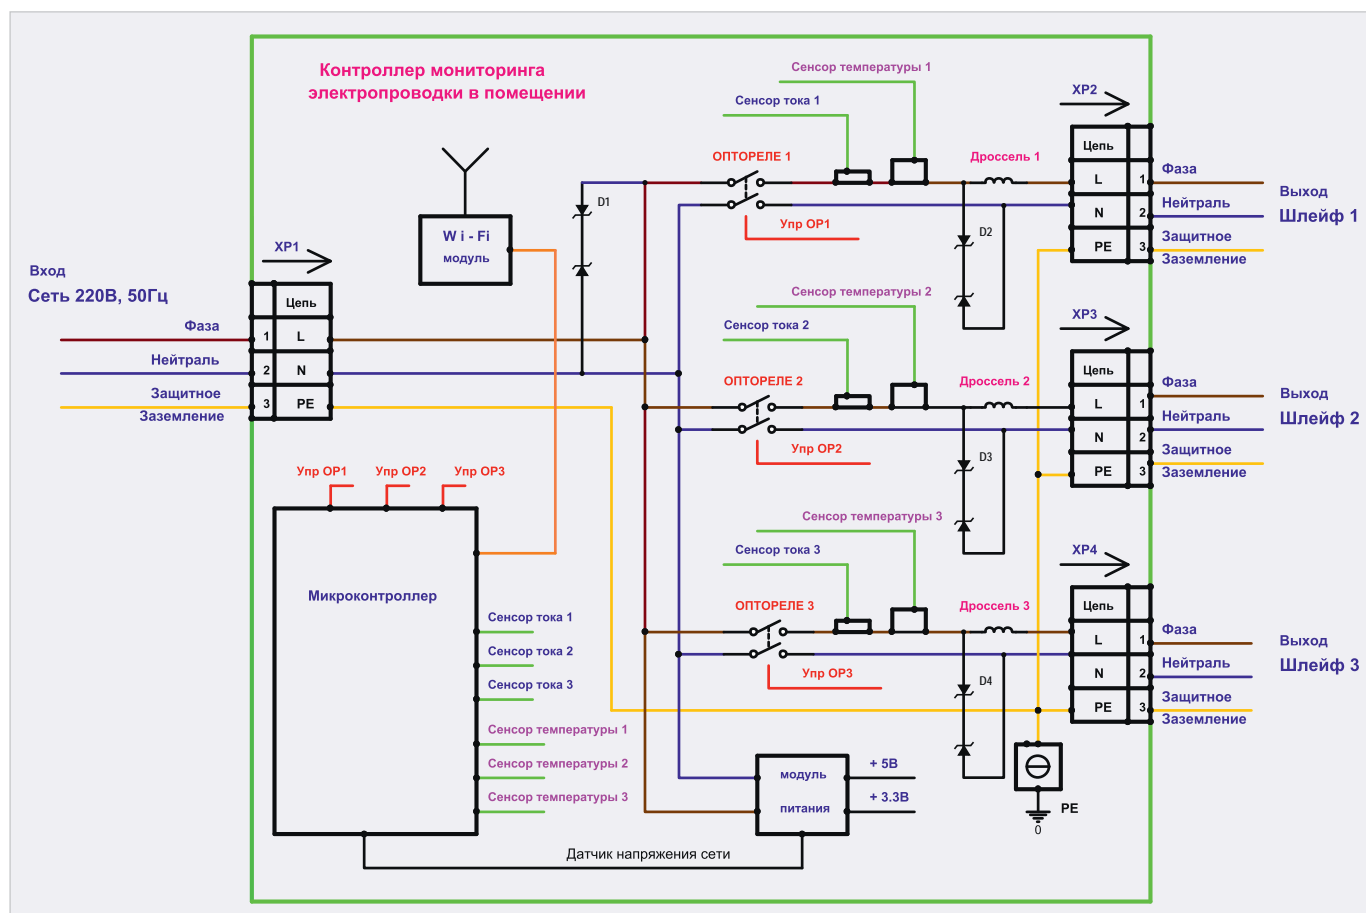 Контроллер мониторинга
электропроводки в помещении
Сенсор температуры 1
Сенсор тока 1
ХР2
Цепь
ОПТОРЕЛЕ 1
Дроссель 1
Фаза
L
1
Выход
Шлейф 1
D1
Нейтраль
N
2
Упр ОР1
D2
Защитное
PE
3
Заземление
W i - Fi
модуль
ХР1
Вход
Сеть 220В, 50Гц
Цепь
Фаза
1
L
Нейтраль
2
N
Защитное
3
PE
Заземление
Сенсор температуры 2
Сенсор тока 2
ХР3
Цепь
ОПТОРЕЛЕ 2
Дроссель 2
Фаза
L
1
Выход
Шлейф 2
Нейтраль
N
2
Упр ОР2
D3
Защитное
PE
3
Заземление
Упр ОР1
Упр ОР2
Упр ОР3
Микроконтроллер
Сенсор тока 1
Сенсор тока 2
Сенсор тока 3
Сенсор температуры 1
Сенсор температуры 2
Сенсор температуры 3
Сенсор температуры 3
Сенсор тока 3
ХР4
Цепь
ОПТОРЕЛЕ 3
Дроссель 3
Фаза
L
1
Выход
Шлейф 3
Нейтраль
N
2
Упр ОР3
D4
Защитное
PE
3
Заземление
модуль
питания
+ 5В
+ 3.3В
PE
0
Датчик напряжения сети